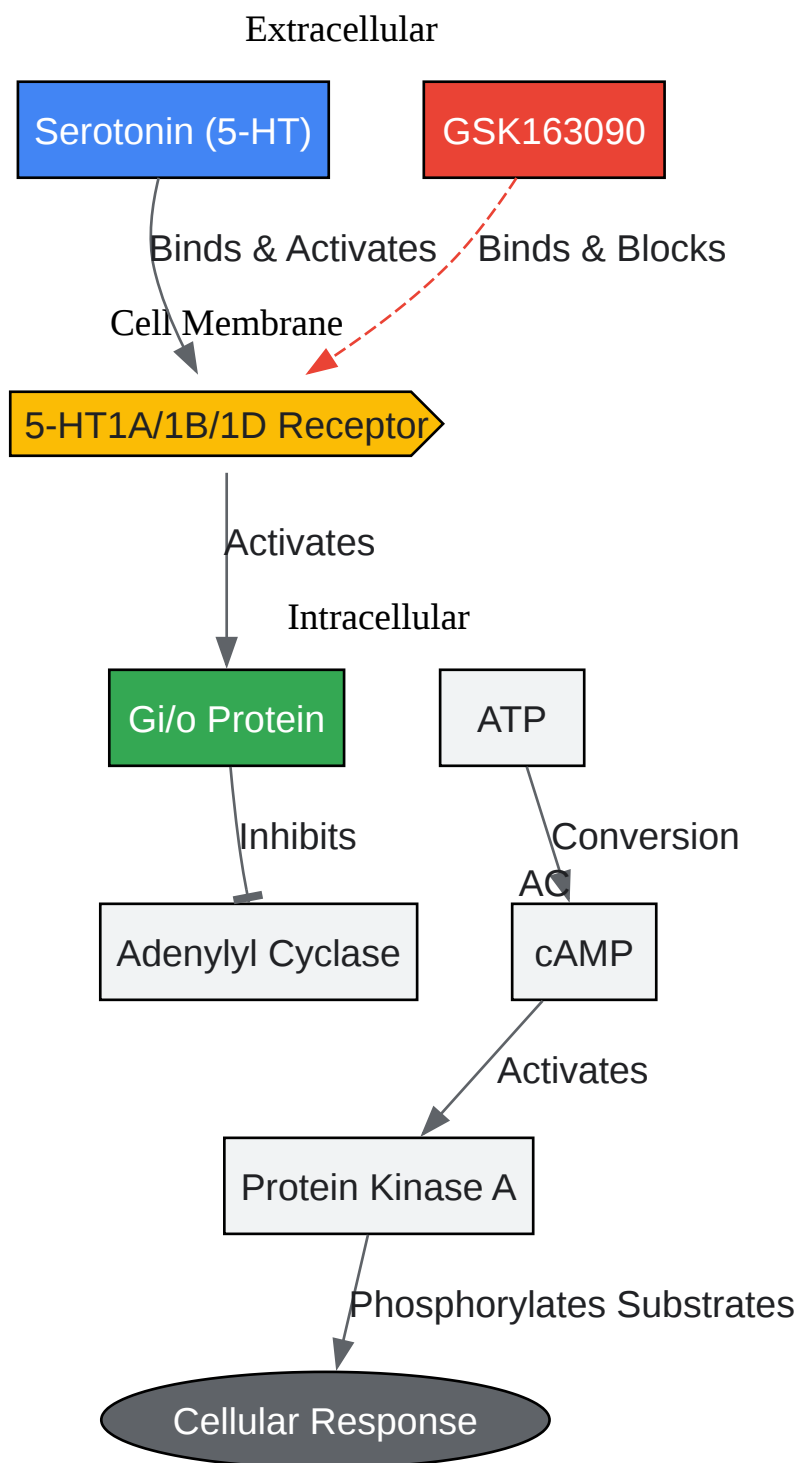 Extracellular
Serotonin (5-HT)
GSK163090
Binds & Activates
Binds & Blocks
Cell Membrane
5-HT1A/1B/1D Receptor
Activates
Intracellular
Gi/o Protein
ATP
Inhibits
Conversion
AC
Adenylyl Cyclase
cAMP
Activates
Protein Kinase A
Phosphorylates Substrates
Cellular Response